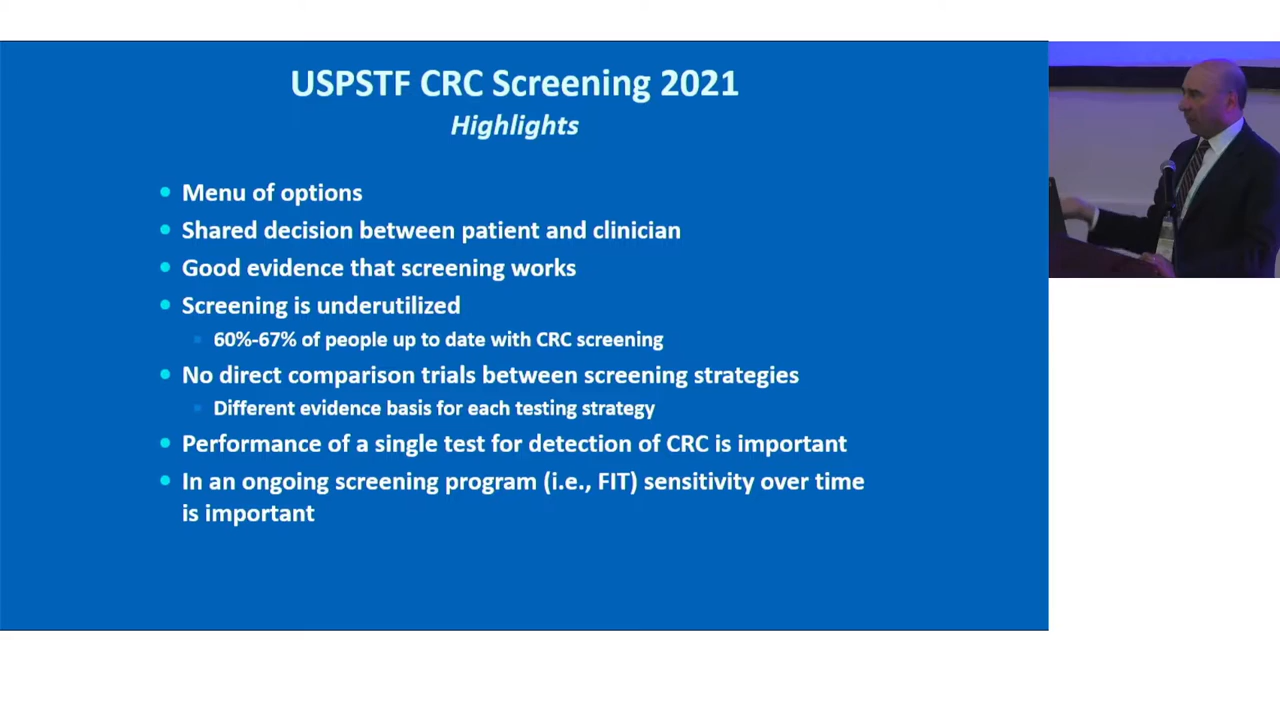 USPSTF CRC Screening 2021
Highlights
Menu of options
Shared decision between patient and clinician
Good evidence that screening works
Screening is underutilized
60%-67% of people up to date with CRC screening
No direct comparison trials between screening strategies
Different evidence basis for each testing strategy
Performance of a single test for detection of CRC is important
In an ongoing screening program (i.e., FIT) sensitivity over time
is important